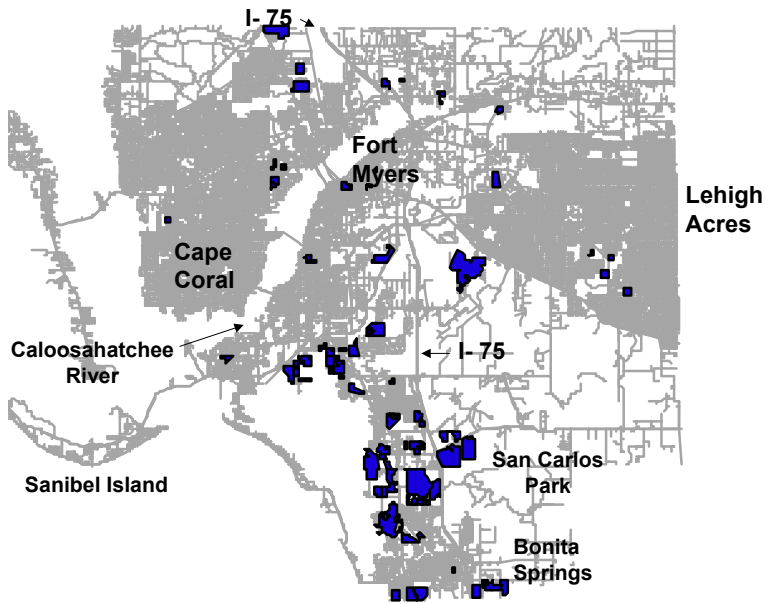 I- 75
Fort
Myers
Lehigh
Acres
Cape
Coral
Caloosahatchee
River
I- 75
San Carlos
Park
Sanibel Island
Bonita
Springs